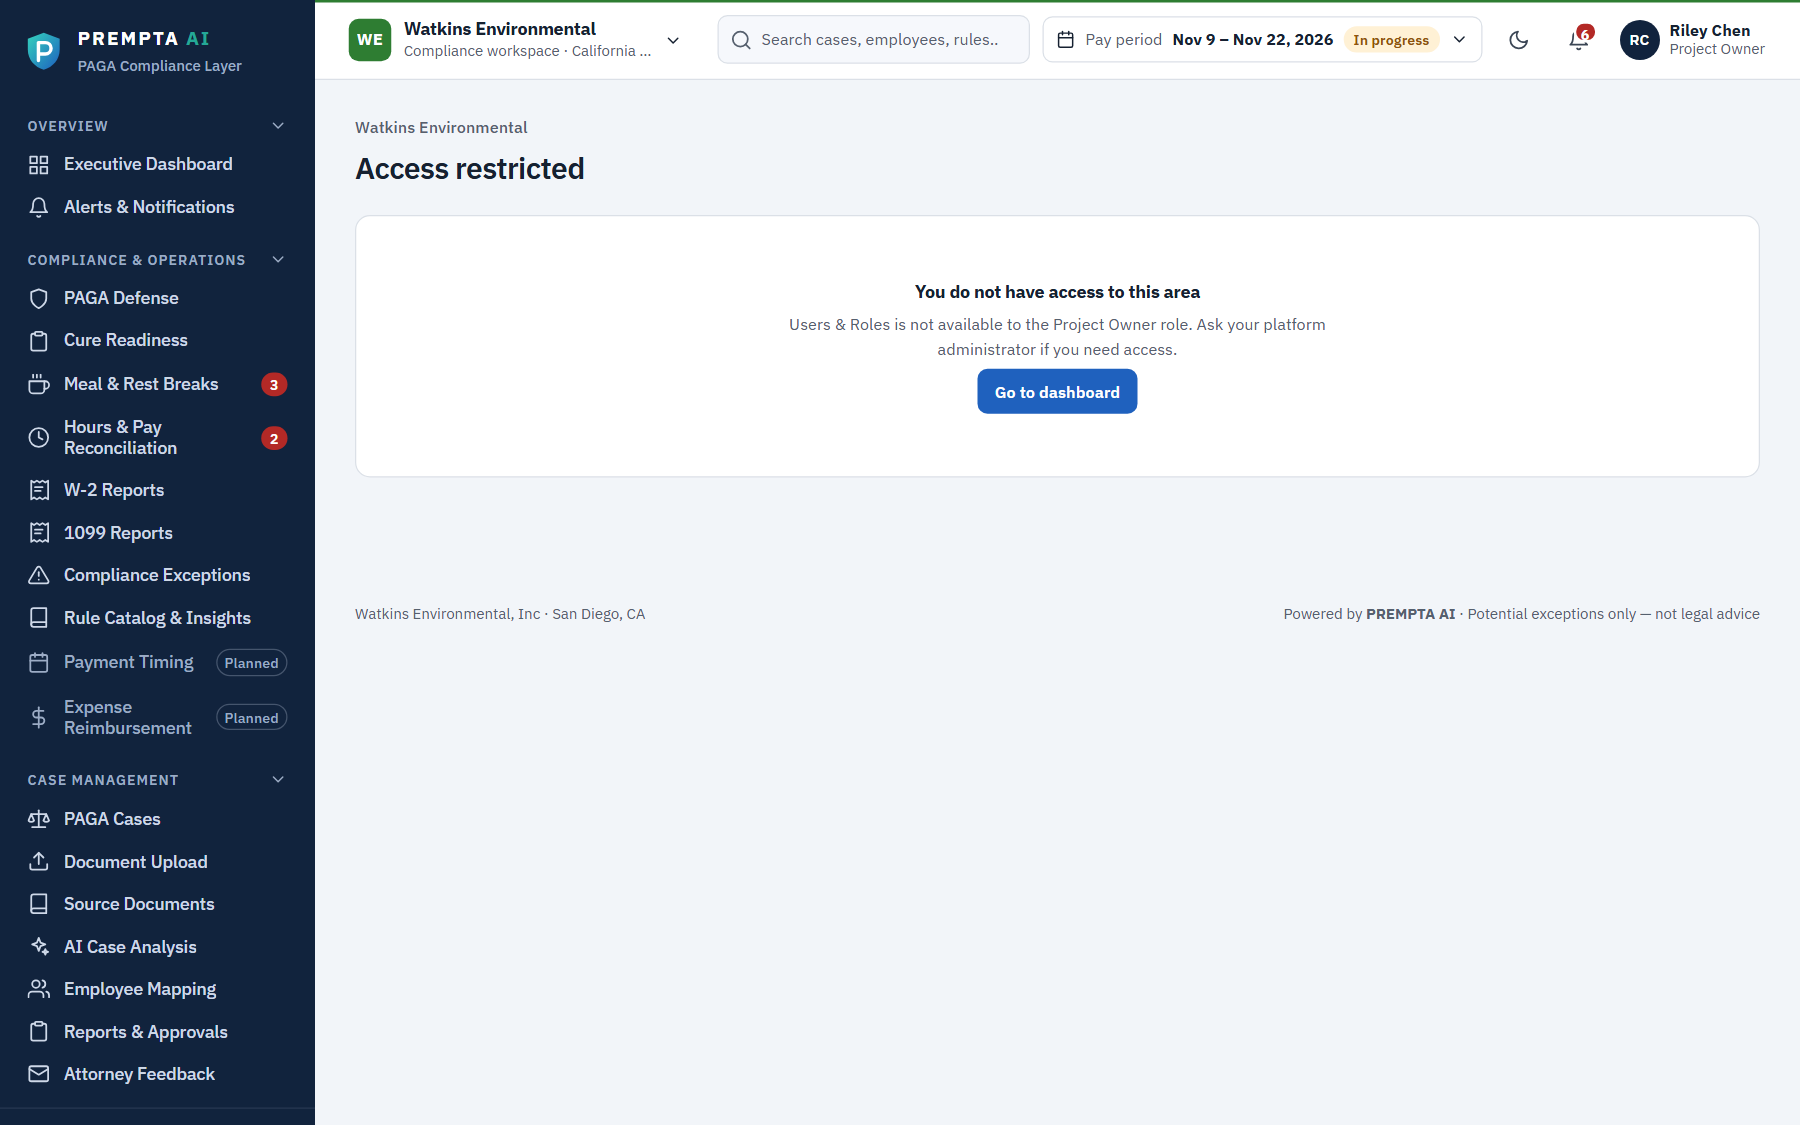 PREMPTA AI
PAGA Compliance Layer
OVERVIEW
Executive Dashboard
Alerts & Notifications
COMPLIANCE & OPERATIONS
PAGA Defense
Cure Readiness
Meal & Rest Breaks 3
Hours & Pay
Reconciliation
2
W-2 Reports
1099 Reports
Compliance Exceptions
Rule Catalog & Insights
Payment Timing Planned
Expense
Reimbursement
Planned
CASE MANAGEMENT
PAGA Cases
Document Upload
Source Documents
AI Case Analysis
Employee Mapping
Reports & Approvals
Attorney Feedback
WE
Watkins Environmental
Compliance workspace · California ...
Search cases, employees, rules..
Pay period Nov 9 – Nov 22, 2026 In progress
6
RC
Riley Chen
Project Owner
Watkins Environmental
Access restricted
You do not have access to this area
Users & Roles is not available to the Project Owner role. Ask your platform
administrator if you need access.
Go to dashboard
Watkins Environmental, Inc · San Diego, CA
Powered by PREMPTA AI · Potential exceptions only — not legal advice